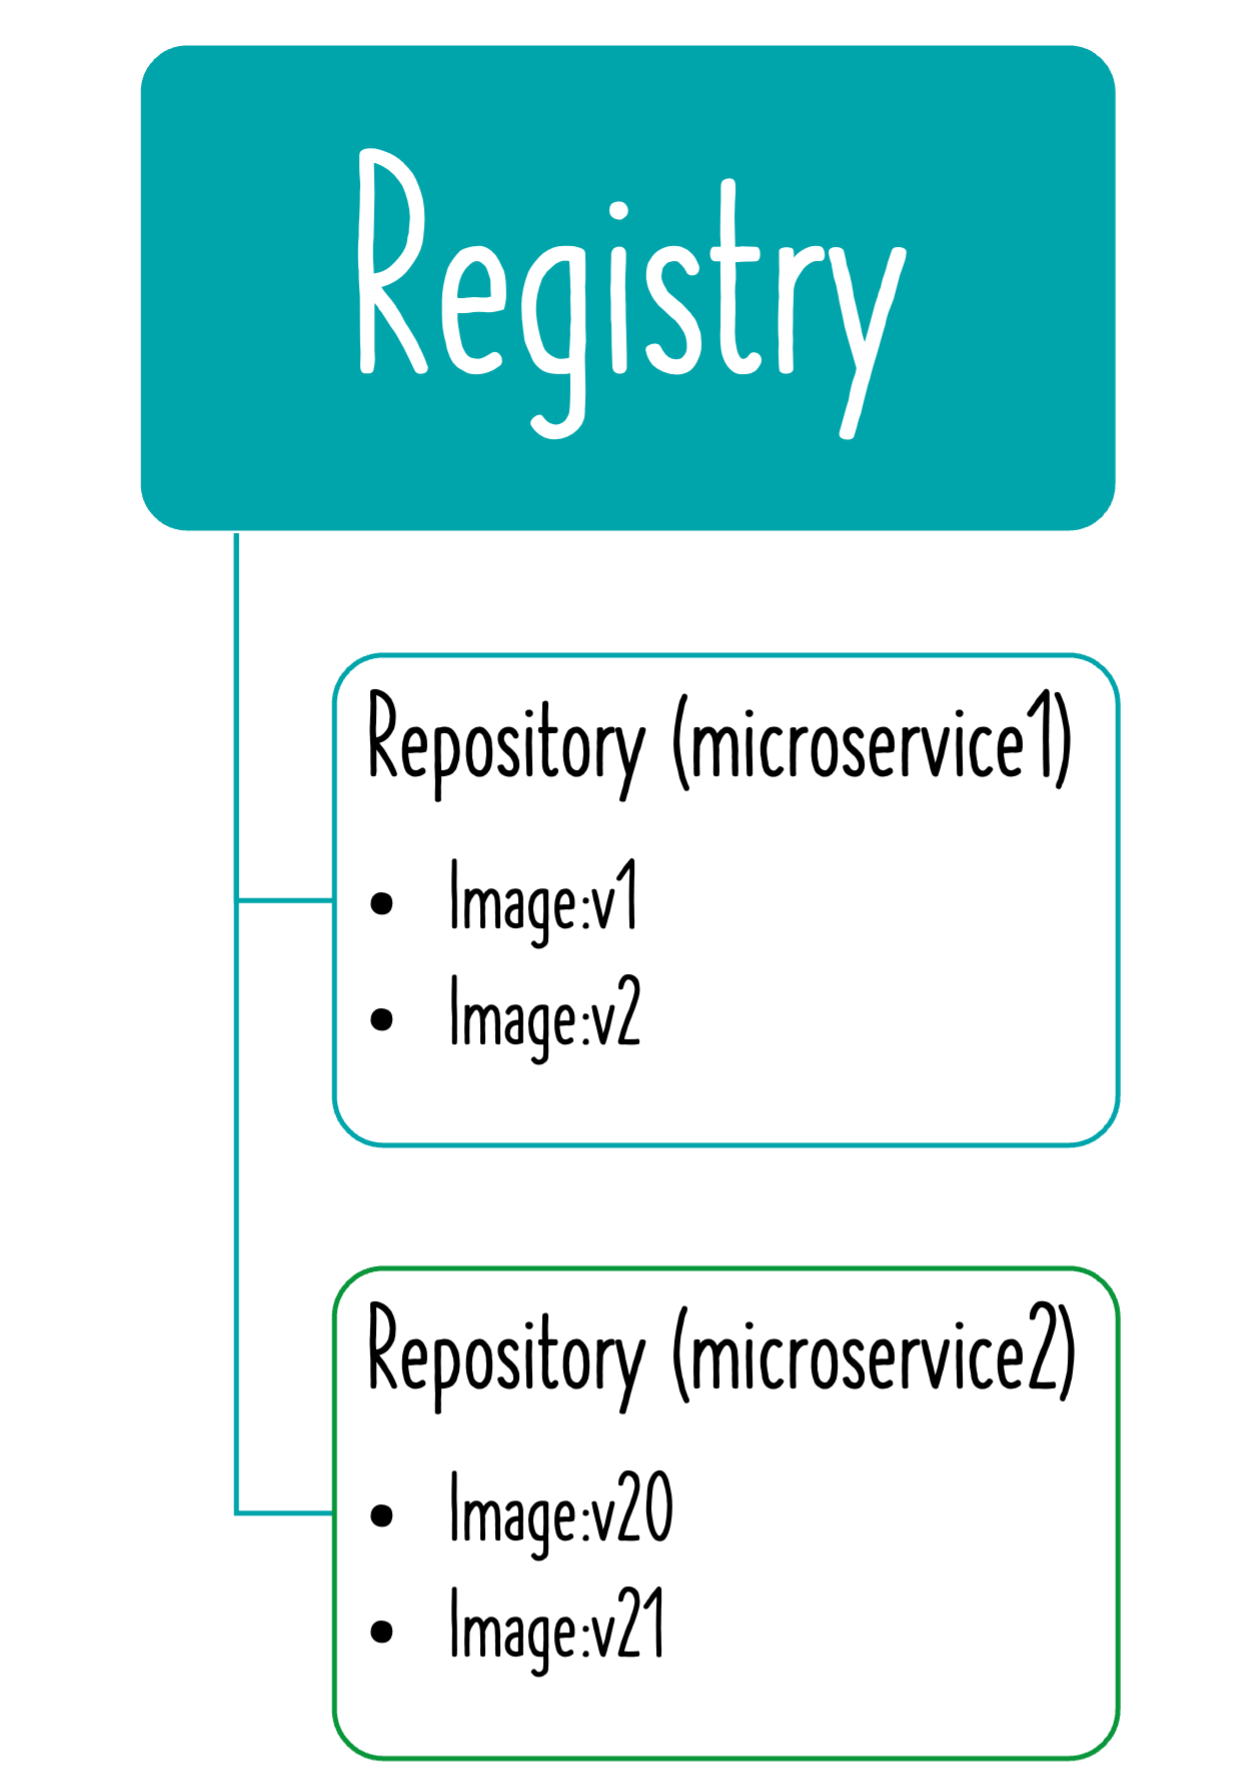 Registry
Repository (microservice1)
• Image:v1
• Image:v2
Repository (microservice2)
• Image:v20
• Image:v21